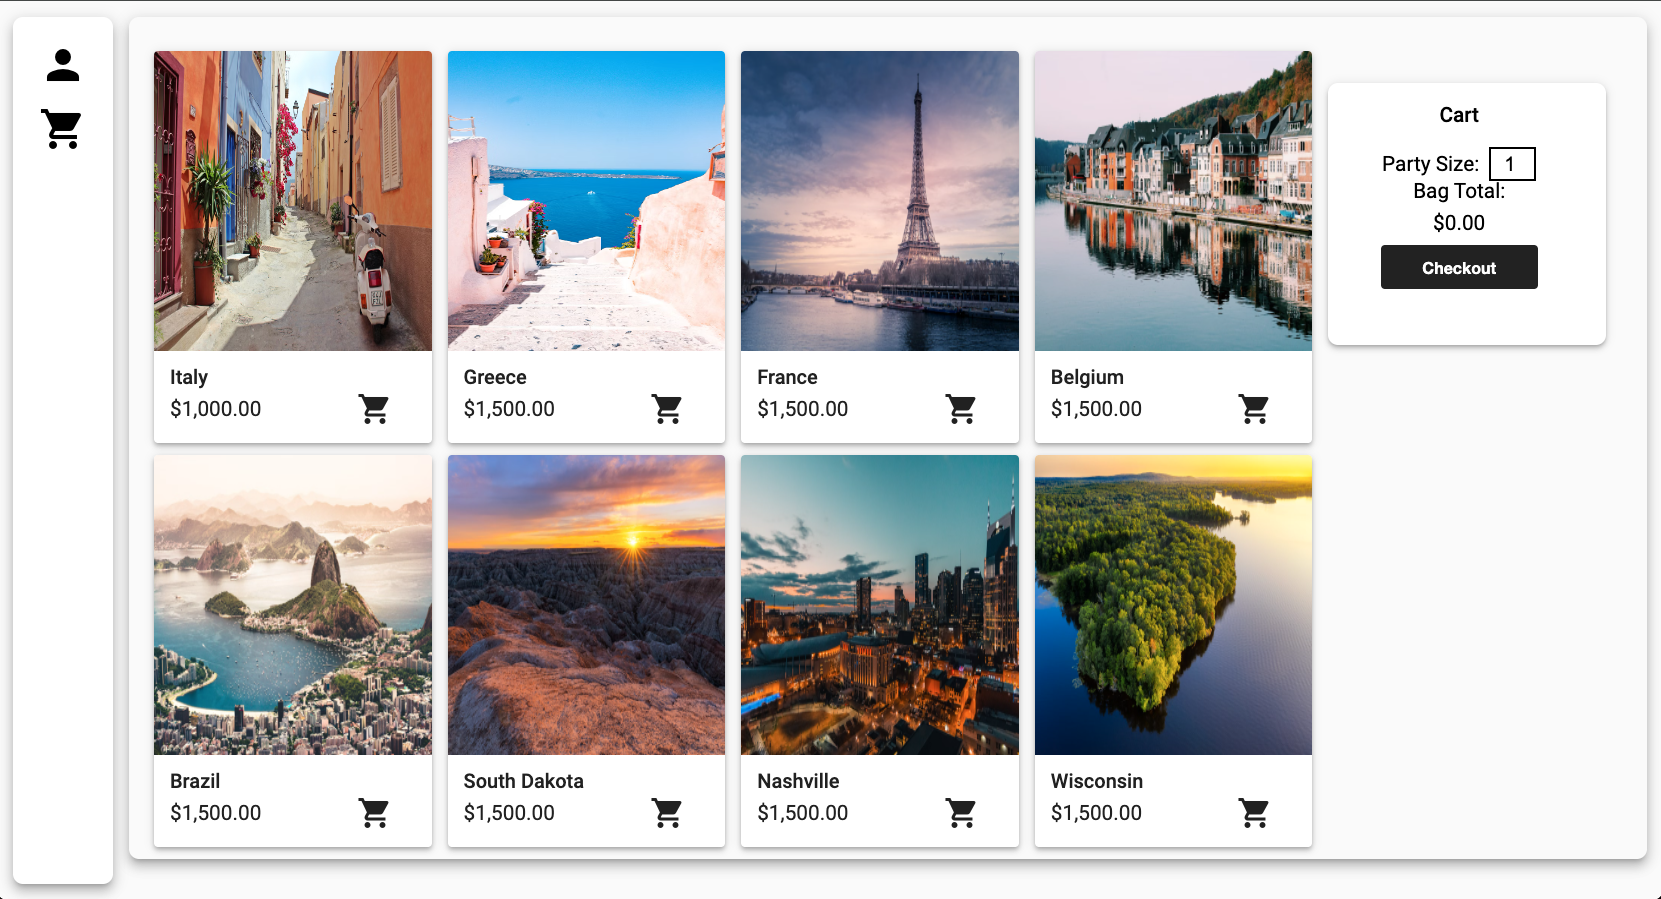 Italy
$1,000.00
Greece
$1,500.00
France
$1,500.00
Belgium
$1,500.00
Cart
Party Size: 1
Bag Total:
$0.00
Checkout
Brazil
$1,500.00
South Dakota
$1,500.00
Nashville
$1,500.00
Wisconsin
$1,500.00